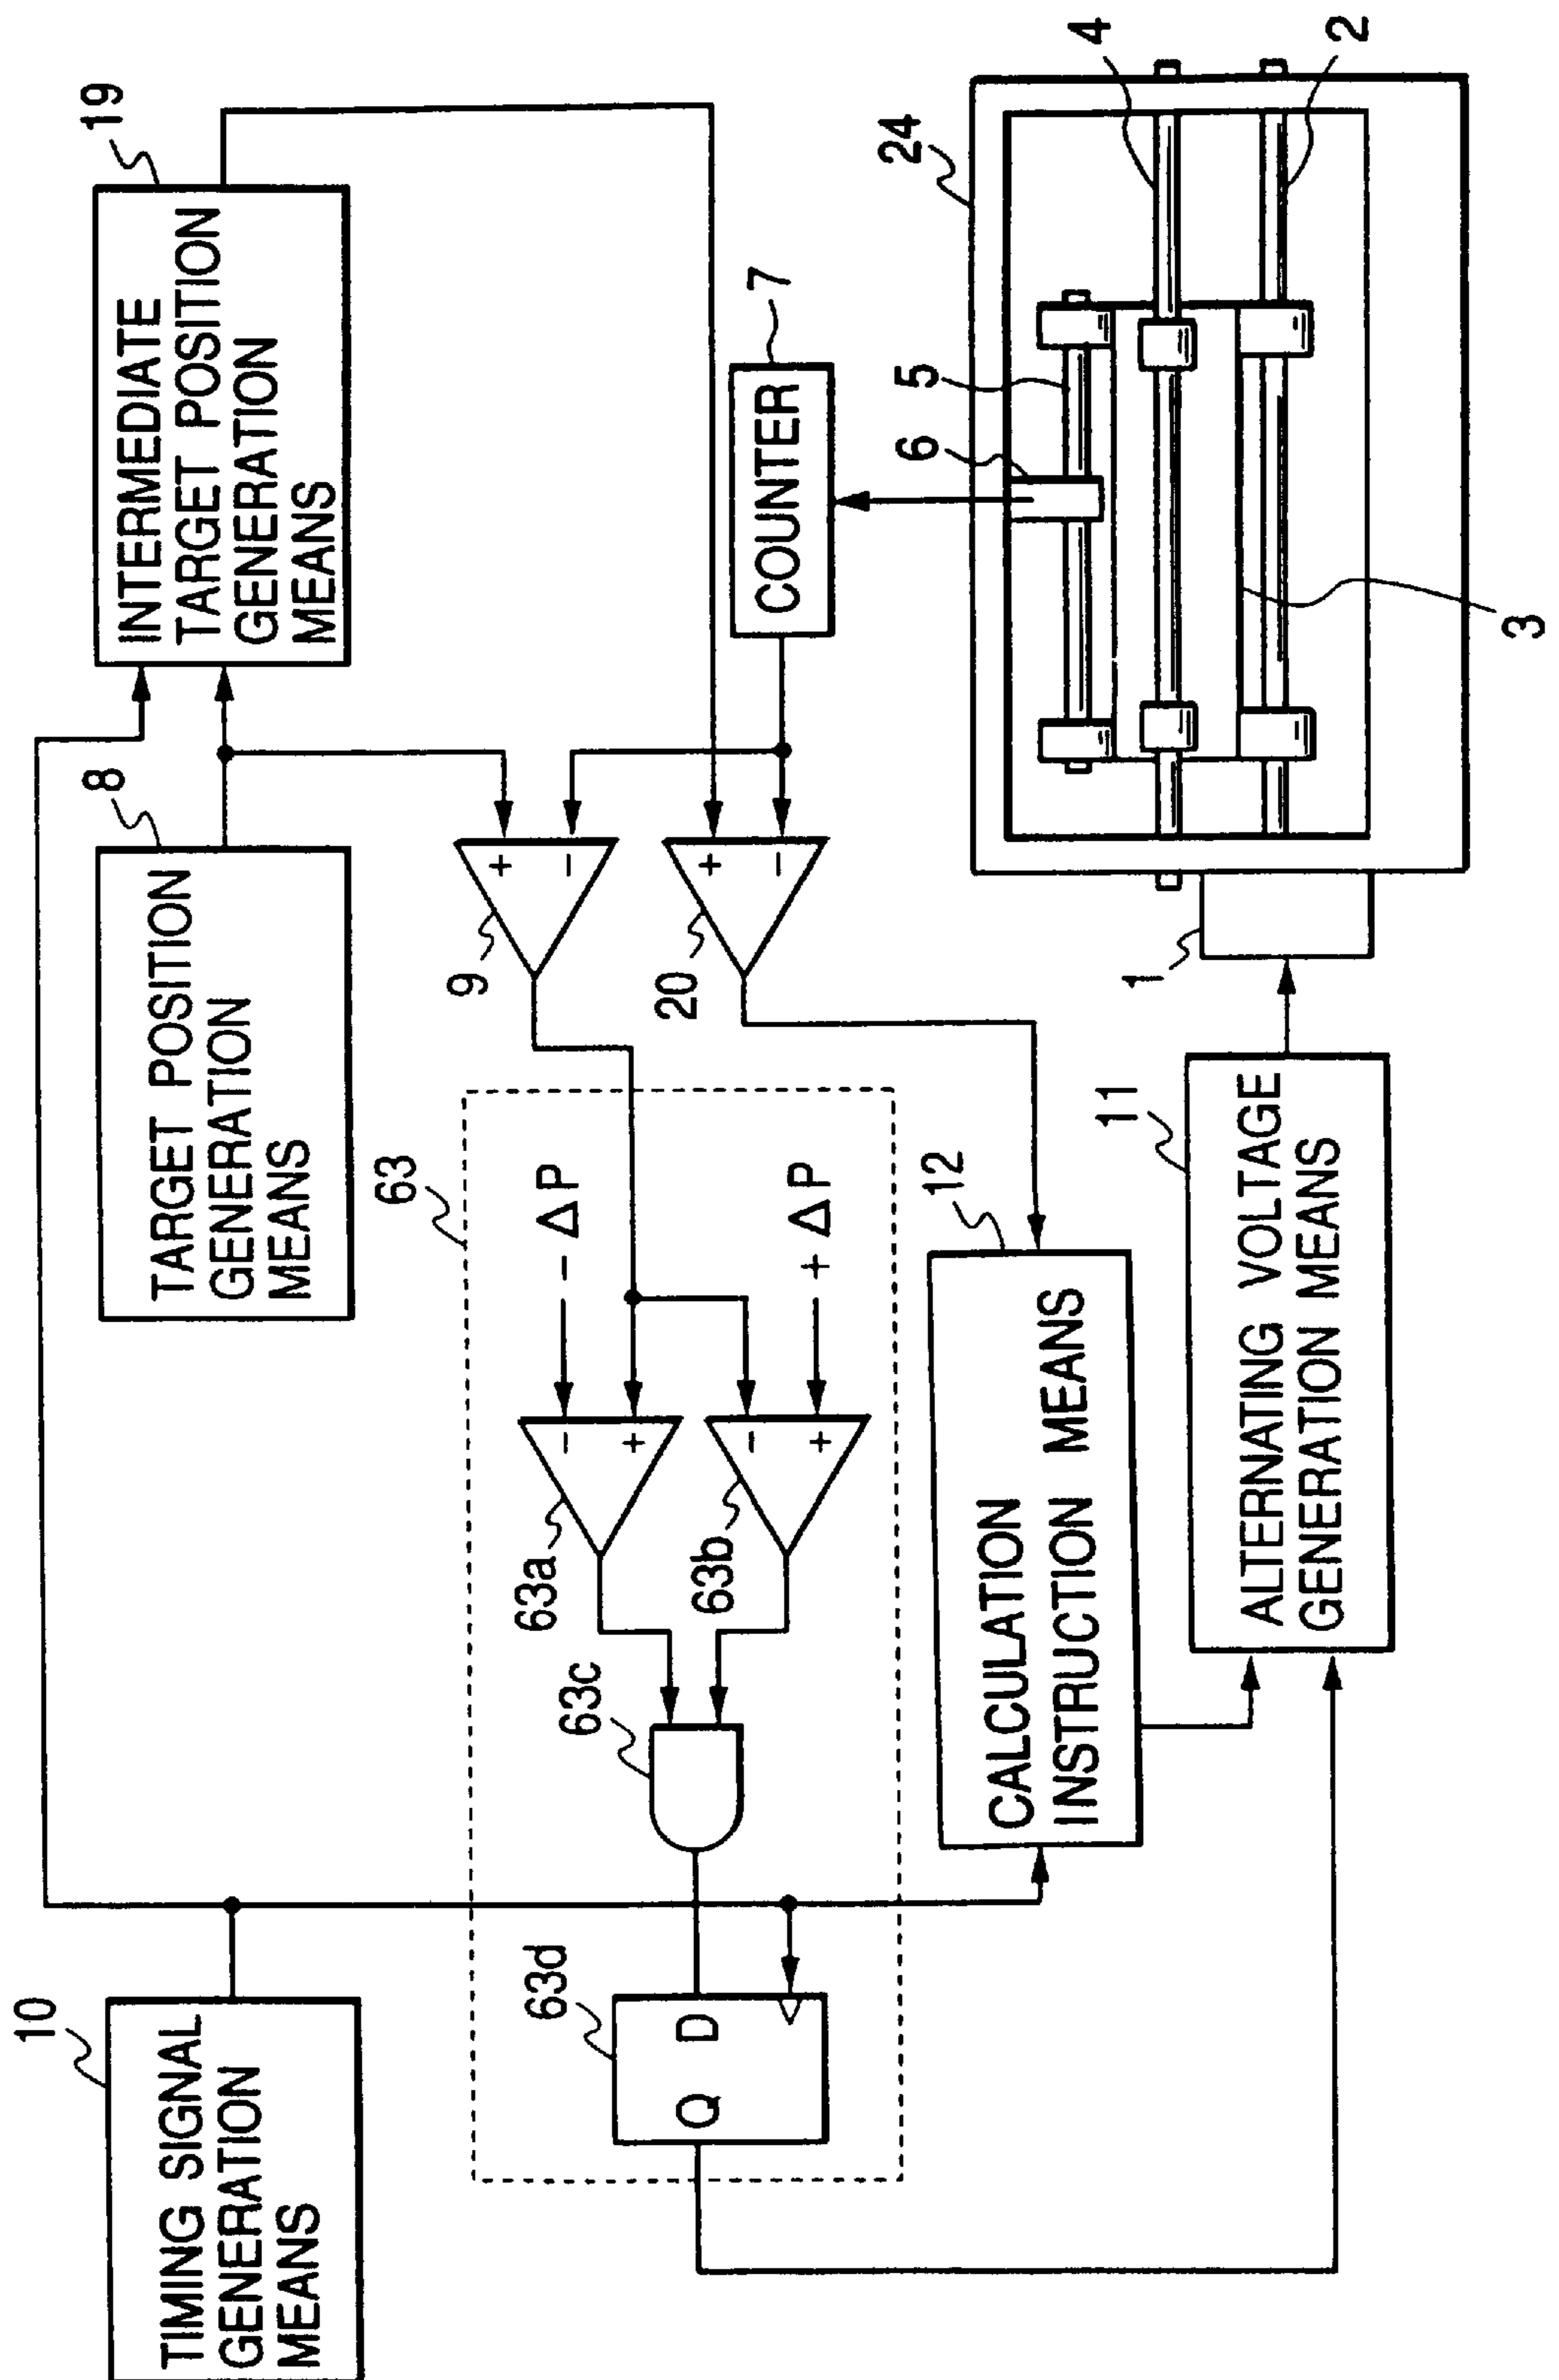 10
TIMING SIGNAL
GENERATION
MEANS
8
TARGET POSITION
GENERATION
MEANS
19
INTERMEDIATE
TARGET POSITION
GENERATION
MEANS
63
63d
Q D
63c
63a
63b
−
+
−
+
− ΔP
+ ΔP
9
+
−
20
+
−
7
COUNTER
12
CALCULATION
INSTRUCTION MEANS
11
ALTERNATING VOLTAGE
GENERATION MEANS
1
6
5
24
4
2
3